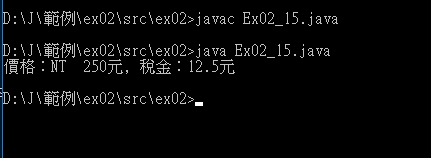 D:\J\範例\ex02\src\ex02>javac Ex02_15.java
D:\J\範例\ex02\src\ex02>java Ex02_15.java
價格：NT  250元, 稅金：12.5元
D:\J\範例\ex02\src\ex02>